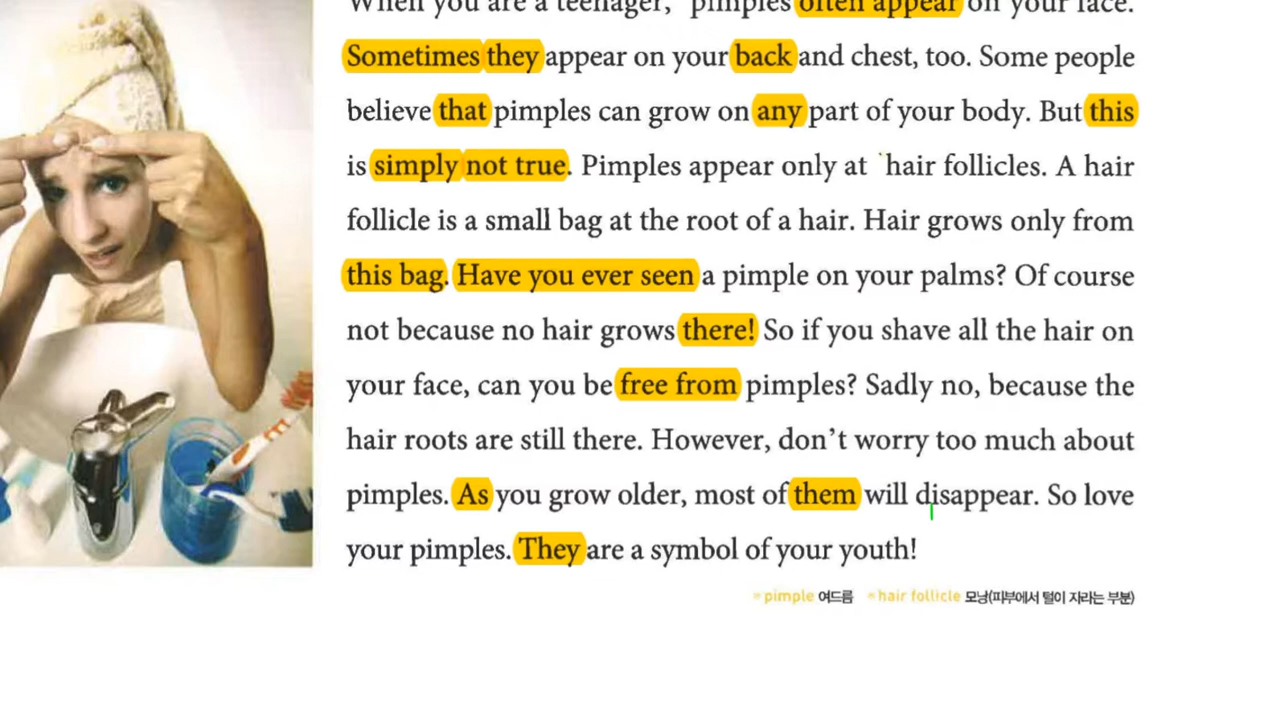 When you are a teenager, *pimples often appear on your face.
Sometimes they appear on your back and chest, too. Some people
believe that pimples can grow on any part of your body. But this
is simply not true. Pimples appear only at *hair follicles. A hair
follicle is a small bag at the root of a hair. Hair grows only from
this bag. Have you ever seen a pimple on your palms? Of course
not because no hair grows there! So if you shave all the hair on
your face, can you be free from pimples? Sadly no, because the
hair roots are still there. However, don't worry too much about
pimples. As you grow older, most of them will disappear. So love
your pimples. They are a symbol of your youth!
*pimple 여드름 *hair follicle 모낭(피부에서 털이 자라는 부분)